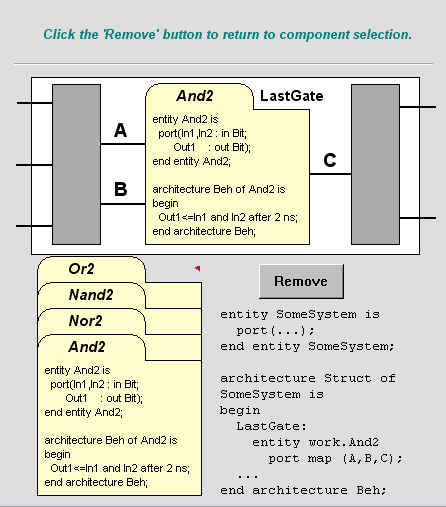 Click the 'Remove' button to return to component selection.
And2
LastGate
entity And2 is
port(In1,In2 : in Bit;
Out1 : out Bit);
end entity And2;
architecture Beh of And2 is
begin
Out1<=In1 and In2 after 2 ns;
end architecture Beh;
A
B
C
Or2
Nand2
Nor2
And2
entity And2 is
port(In1,In2 : in Bit;
Out1 : out Bit);
end entity And2;
architecture Beh of And2 is
begin
Out1<=In1 and In2 after 2 ns;
end architecture Beh;
Remove
entity SomeSystem is
port(...);
end entity SomeSystem;
architecture Struct of
SomeSystem is
begin
LastGate:
entity work.And2
port map (A,B,C);
...
end architecture Beh;